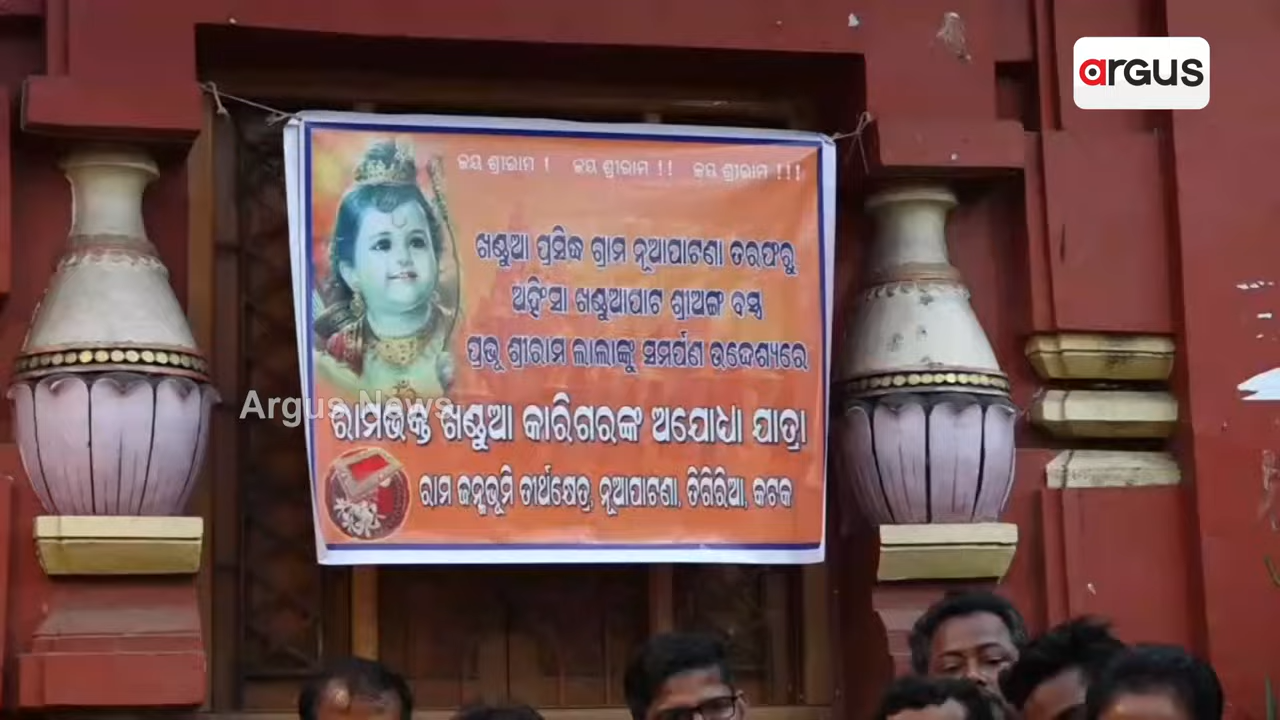 argus
ଜୟ ଶ୍ରୀରାମ ! ଜୟ ଶ୍ରୀରାମ !! ଜୟ ଶ୍ରୀରାମ !!!
ଖଣ୍ଡୁଆ ପ୍ରସିଦ୍ଧ ଗ୍ରାମ ନୂଆପାଟଣା ତରଫରୁ
ଅହିଂସା ଖଣ୍ଡୁଆପାଟ ଶ୍ରୀଅଙ୍ଗ ବସ୍ତ୍ର
ପ୍ରଭୂ ଶ୍ରୀରାମ ଲାଲାଙ୍କୁ ସମର୍ପଣ ଉଦ୍ଦେଶ୍ୟରେ
Argus News
ରାମଭକ୍ତ ଖଣ୍ଡୁଆ କାରିଗରଙ୍କ ଅଯୋଧ୍ୟା ଯାତ୍ରା
ରାମ ଜନ୍ମଭୂମି ତୀର୍ଥକ୍ଷେତ୍ର, ନୂଆପାଟଣା, ତିଗିରିଆ, କଟକ